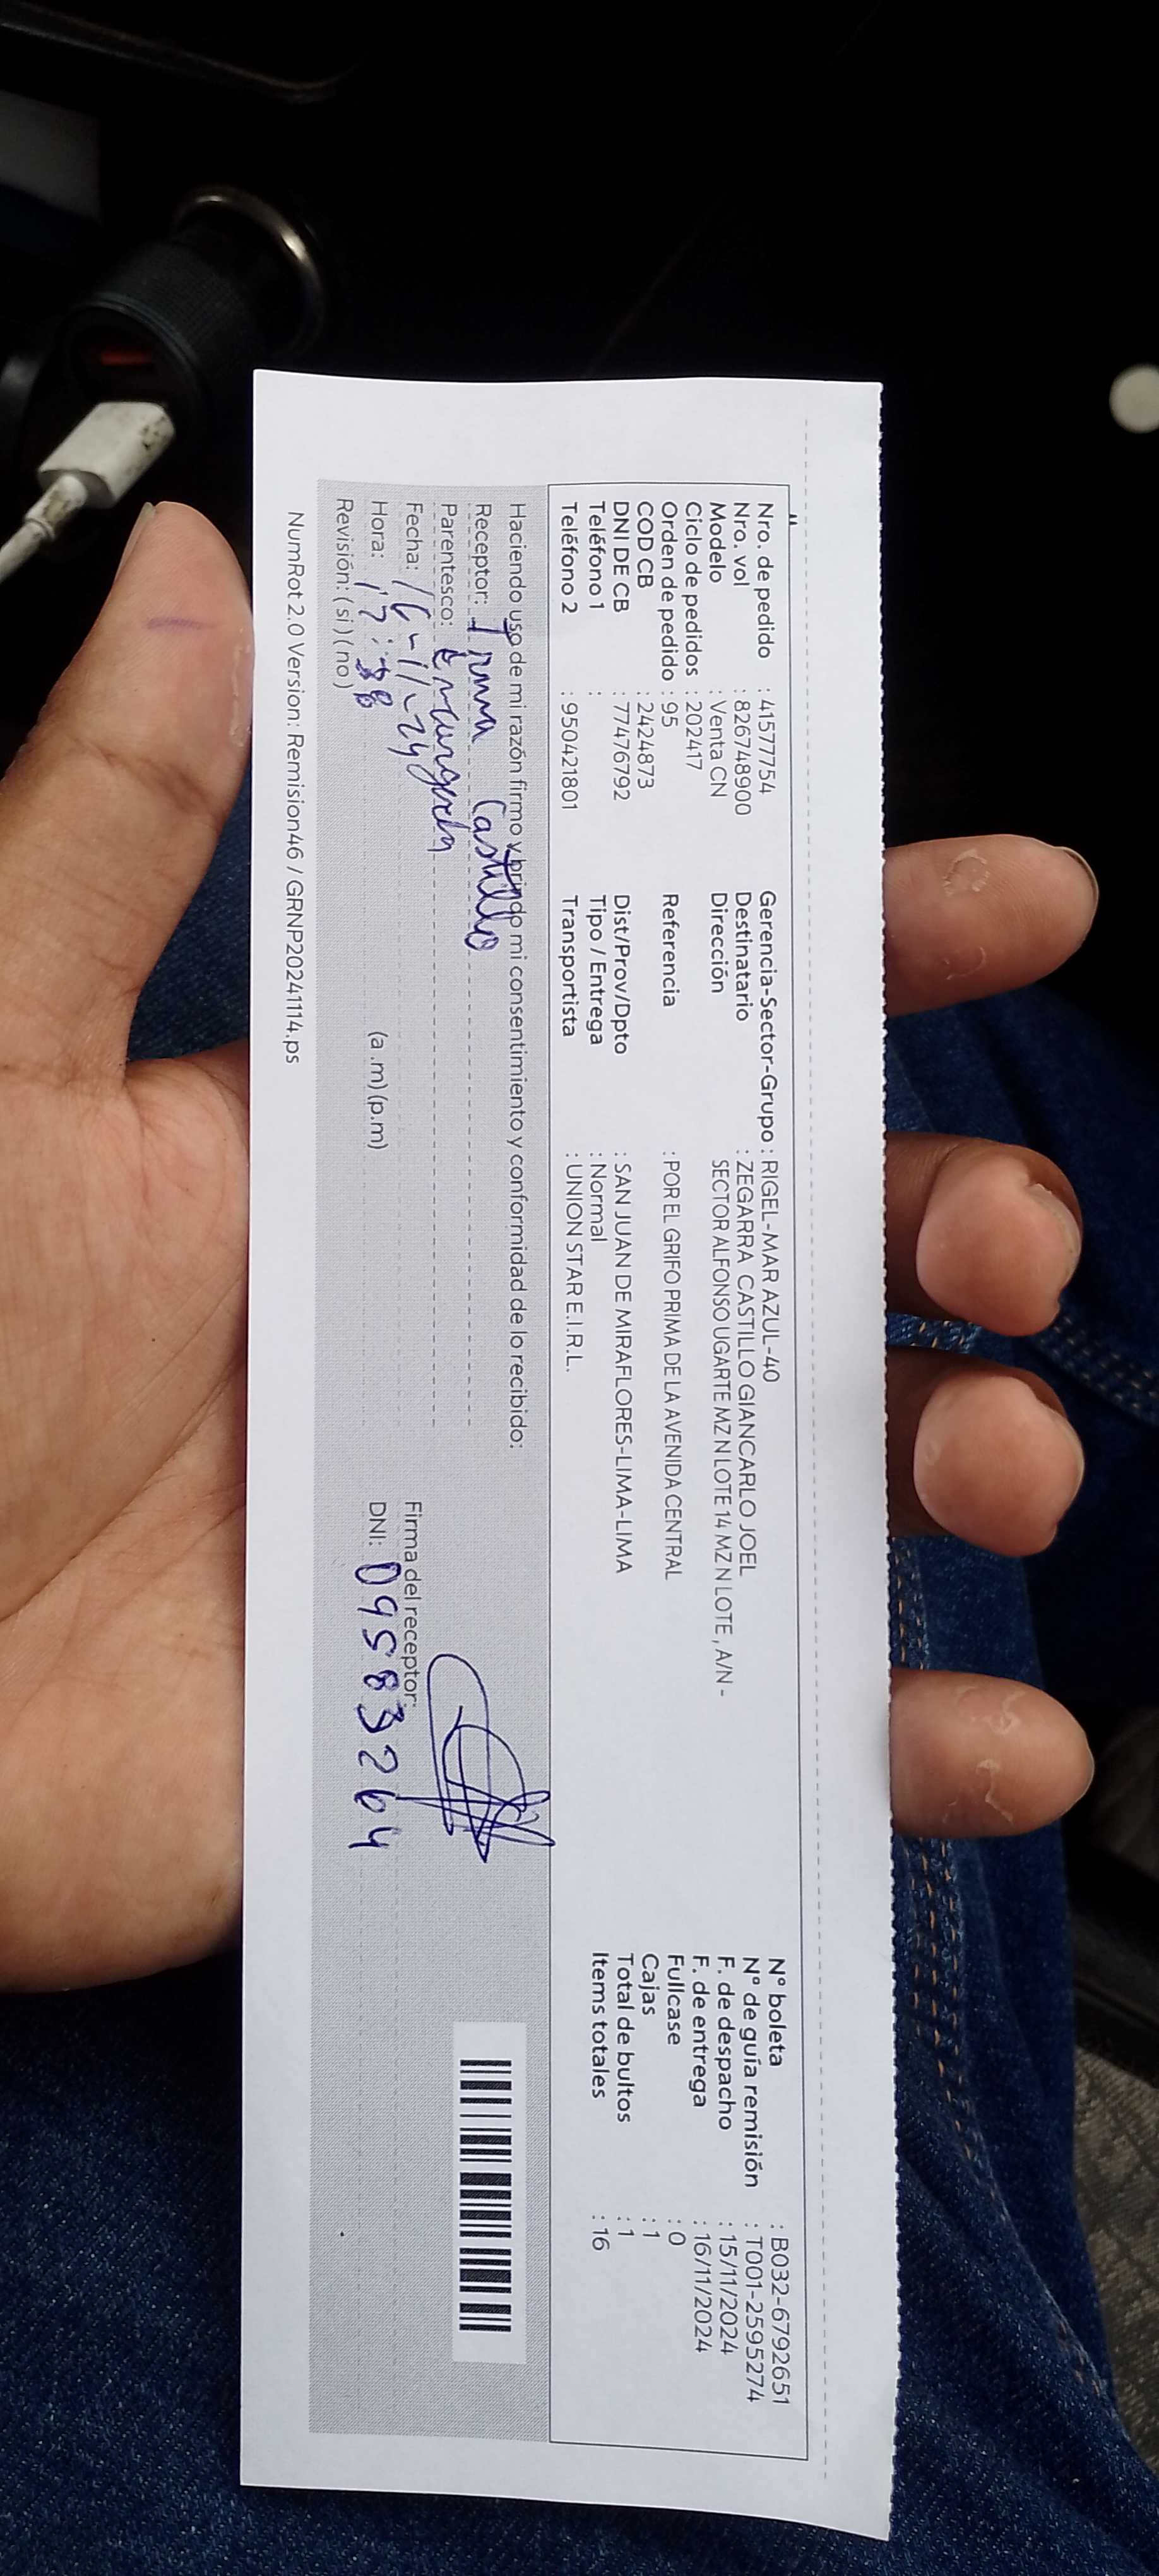 Nro. de pedido : 41577754
Nro. vol : 826748900
Modelo : Venta CN
Ciclo de pedidos : 202417
Orden de pedido : 95
COD CB : 2424873
DNI DE CB : 77476792
Teléfono 1 :
Teléfono 2 : 950421801
Gerencia-Sector-Grupo : RIGEL-MAR AZUL-40
Destinatario : ZEGARRA CASTILLO GIANCARLO JOEL
Dirección SECTOR ALFONSO UGARTE MZ N LOTE 14 MZ N LOTE , A/N -
Referencia : POR EL GRIFO PRIMA DE LA AVENIDA CENTRAL
Dist/Prov/Dpto : SAN JUAN DE MIRAFLORES-LIMA-LIMA
Tipo / Entrega : Normal
Transportista : UNION STAR E.I.R.L.
N° boleta : B032-6792651
N° de guía remisión : T001-2595274
F. de despacho : 15/11/2024
F. de entrega : 16/11/2024
Fullcase : 0
Cajas : 1
Total de bultos : 1
Items totales : 16
Haciendo uso de mi razón firmo y brindo mi consentimiento y conformidad de lo recibido:
Receptor: Irma Castillo
Parentesco: encargada
Fecha: 16-11-24
Hora: (a.m) (p.m)
Revisión: ( si ) ( no )
Firma del receptor:
DNI: 09583264
NumRot 2.0 Version: Remision46 / GRNP20241114.ps